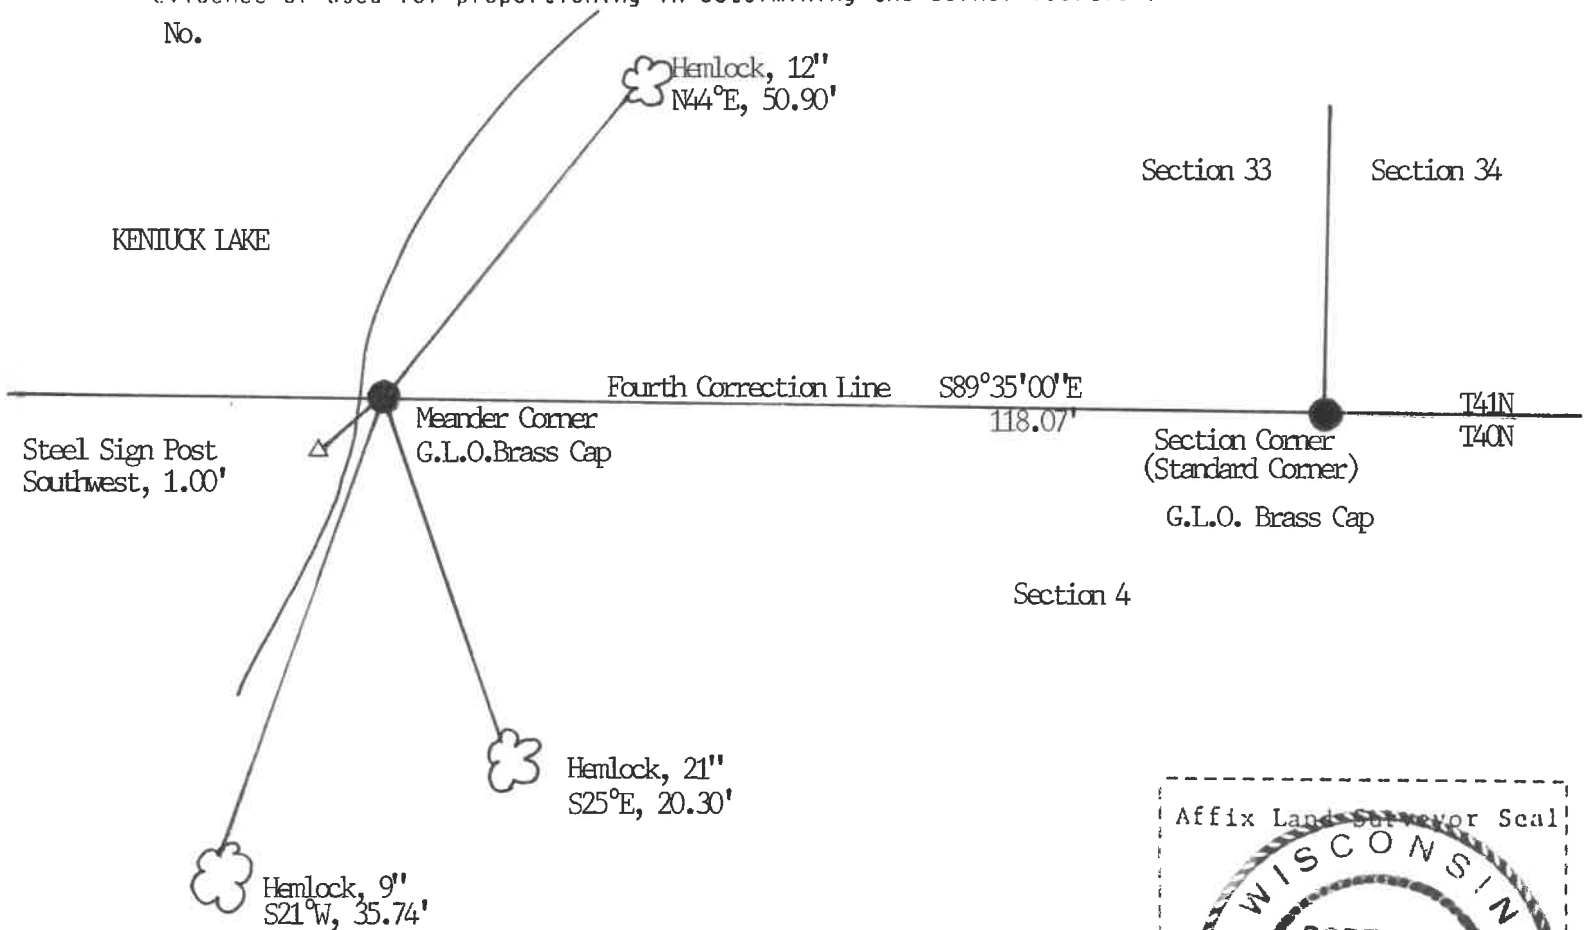 No.
Hemlock, 12"
N44°E, 50.90'
Section 33
Section 34
KENTUCK LAKE
Fourth Correction Line S89°35'00"E
118.07'
T41N
T40N
Meander Corner
G.L.O.Brass Cap
Steel Sign Post
Southwest, 1.00'
Section Corner
(Standard Corner)
G.L.O. Brass Cap
Section 4
Hemlock, 21"
S25°E, 20.30'
Hemlock, 9"
S21°W, 35.74'
Affix Land Surveyor Seal
WISCONSIN